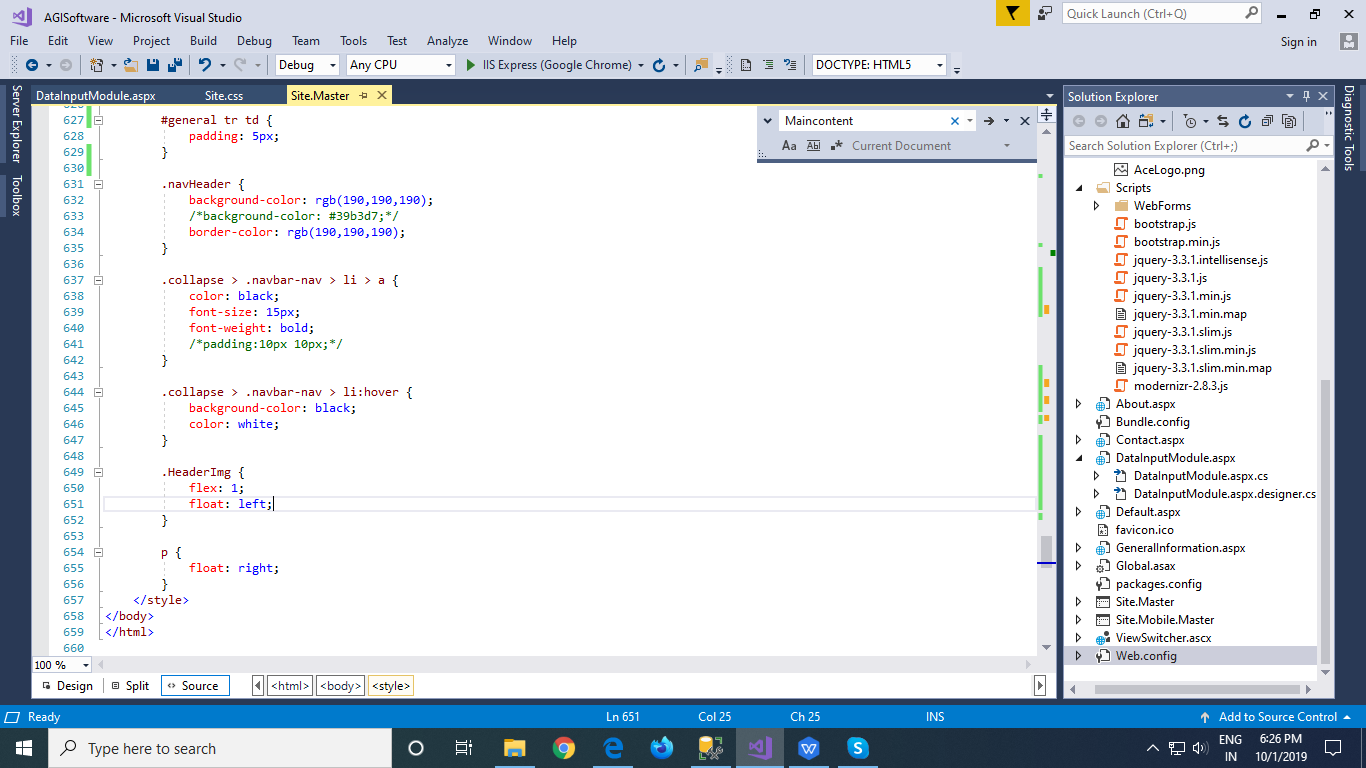 AGISoftware - Microsoft Visual Studio
Quick Launch (Ctrl+Q)
File Edit View Project Build Debug Team Tools Test Analyze Window Help
Sign in
Debug Any CPU IIS Express (Google Chrome) DOCTYPE: HTML5
Server Explorer
Toolbox
DataInputModule.aspx Site.css Site.Master
Maincontent
Aa Ab Current Document
627 #general tr td {
628 padding: 5px;
629 }
630
631 .navHeader {
632 background-color: rgb(190,190,190);
633 /*background-color: #39b3d7;*/
634 border-color: rgb(190,190,190);
635 }
636
637 .collapse > .navbar-nav > li > a {
638 color: black;
639 font-size: 15px;
640 font-weight: bold;
641 /*padding:10px 10px;*/
642 }
643
644 .collapse > .navbar-nav > li:hover {
645 background-color: black;
646 color: white;
647 }
648
649 .HeaderImg {
650 flex: 1;
651 float: left;
652 }
653
654 p {
655 float: right;
656 }
657 </style>
658 </body>
659 </html>
660
100 %
Design Split Source <html> <body> <style>
Solution Explorer
Search Solution Explorer (Ctrl+;)
AceLogo.png
Scripts
WebForms
bootstrap.js
bootstrap.min.js
jquery-3.3.1.intellisense.js
jquery-3.3.1.js
jquery-3.3.1.min.js
jquery-3.3.1.min.map
jquery-3.3.1.slim.js
jquery-3.3.1.slim.min.js
jquery-3.3.1.slim.min.map
modernizr-2.8.3.js
About.aspx
Bundle.config
Contact.aspx
DataInputModule.aspx
DataInputModule.aspx.cs
DataInputModule.aspx.designer.cs
Default.aspx
favicon.ico
GeneralInformation.aspx
Global.asax
packages.config
Site.Master
Site.Mobile.Master
ViewSwitcher.ascx
Web.config
Diagnostic Tools
Ready Ln 651 Col 25 Ch 25 INS Add to Source Control
Type here to search
ENG
IN
6:26 PM
10/1/2019